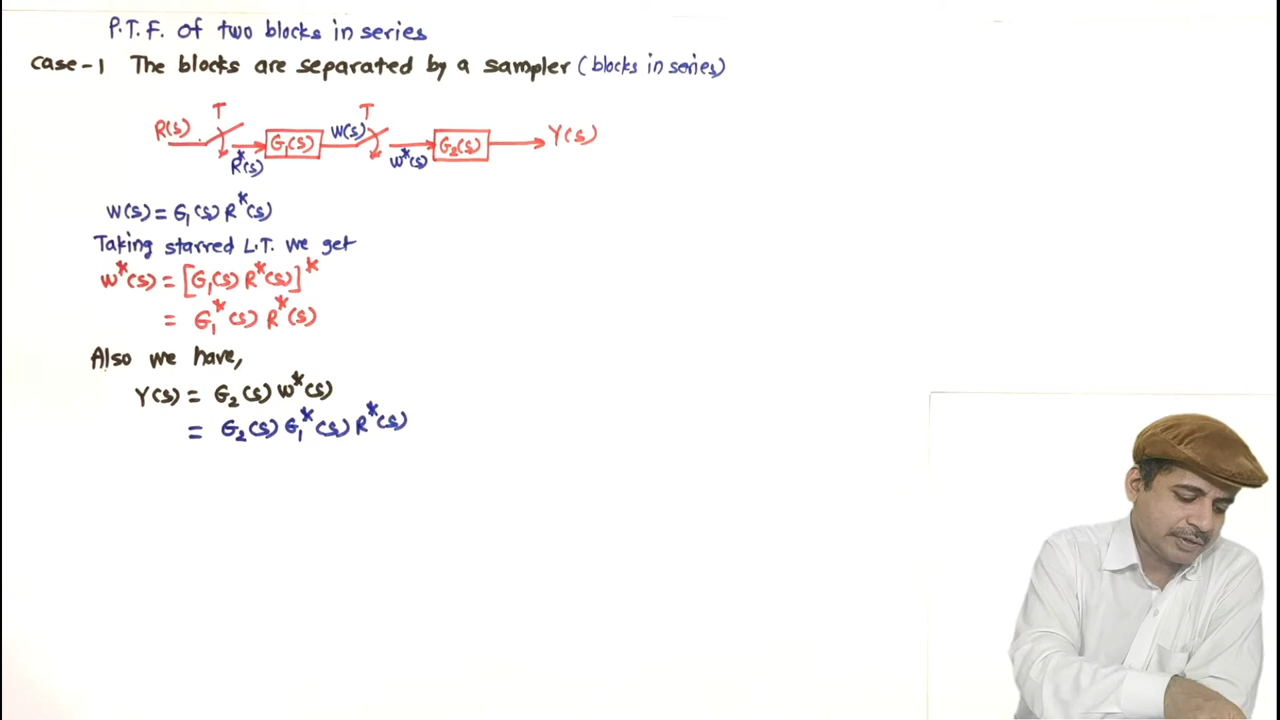 P.T.F. of two blocks in series
Case-1 The blocks are separated by a sampler (blocks in series)
T T
R(s) R*(s) G₁(s) W(s) W*(s) G₂(s) Y(s)
W(s) = G₁(s) R*(s)
Taking starred L.T. we get
W*(s) = [G₁(s) R*(s)]*
= G₁*(s) R*(s)
Also we have,
Y(s) = G₂(s) W*(s)
= G₂(s) G₁*(s) R*(s)